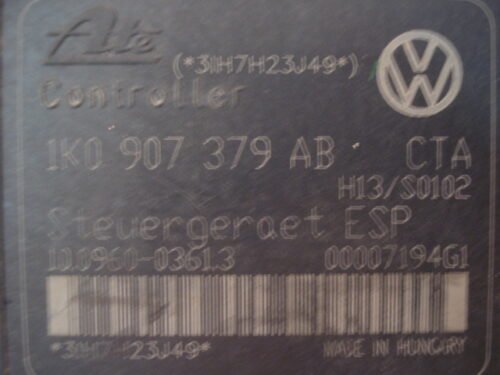 Ate (*3IH7H23J49*)
Controller
1K0 907 379 AB CTA
H13/S0102
Steuergeraet ESP
10.0960-0361.3 00007194G1
MADE IN HUNGARY